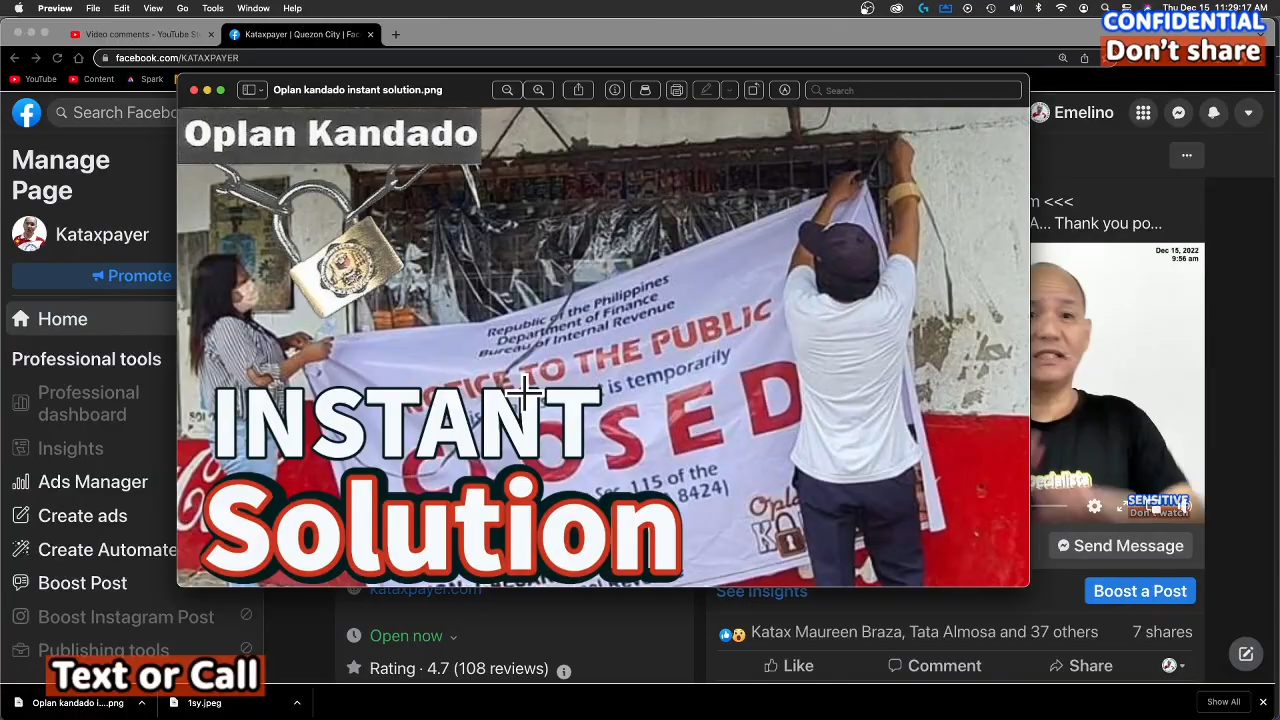 Preview File Edit View Go Tools Window Help
Thu Dec 15 11:29:17 AM
CONFIDENTIAL
Don't share
Video comments - YouTube St
Kataxpayer | Quezon City | Fac
facebook.com/KATAXPAYER
YouTube Content Spark
Oplan kandado instant solution.png
Search
Search Facebo
Emelino
Manage
Page
Kataxpayer
Promote
Home
Professional tools
Professional
dashboard
Insights
Ads Manager
Create ads
Create Automate
Boost Post
Boost Instagram Post
Publishing tools
Oplan Kandado
Republic of the Philippines
Department of Finance
Bureau of Internal Revenue
NOTICE TO THE PUBLIC
is temporarily
CLOSED
Sec. 115 of the
8424)
INSTANT
Solution
m <<<
A... Thank you po...
Dec 15, 2022
9:56 am
SENSITIVE
Don't watch
Send Message
kataxpayer.com
Open now
Rating · 4.7 (108 reviews)
See Insights
Boost a Post
Katax Maureen Braza, Tata Almosa and 37 others
7 shares
Like Comment Share
Text or Call
Oplan kandado i....png
1sy.jpeg
Show All